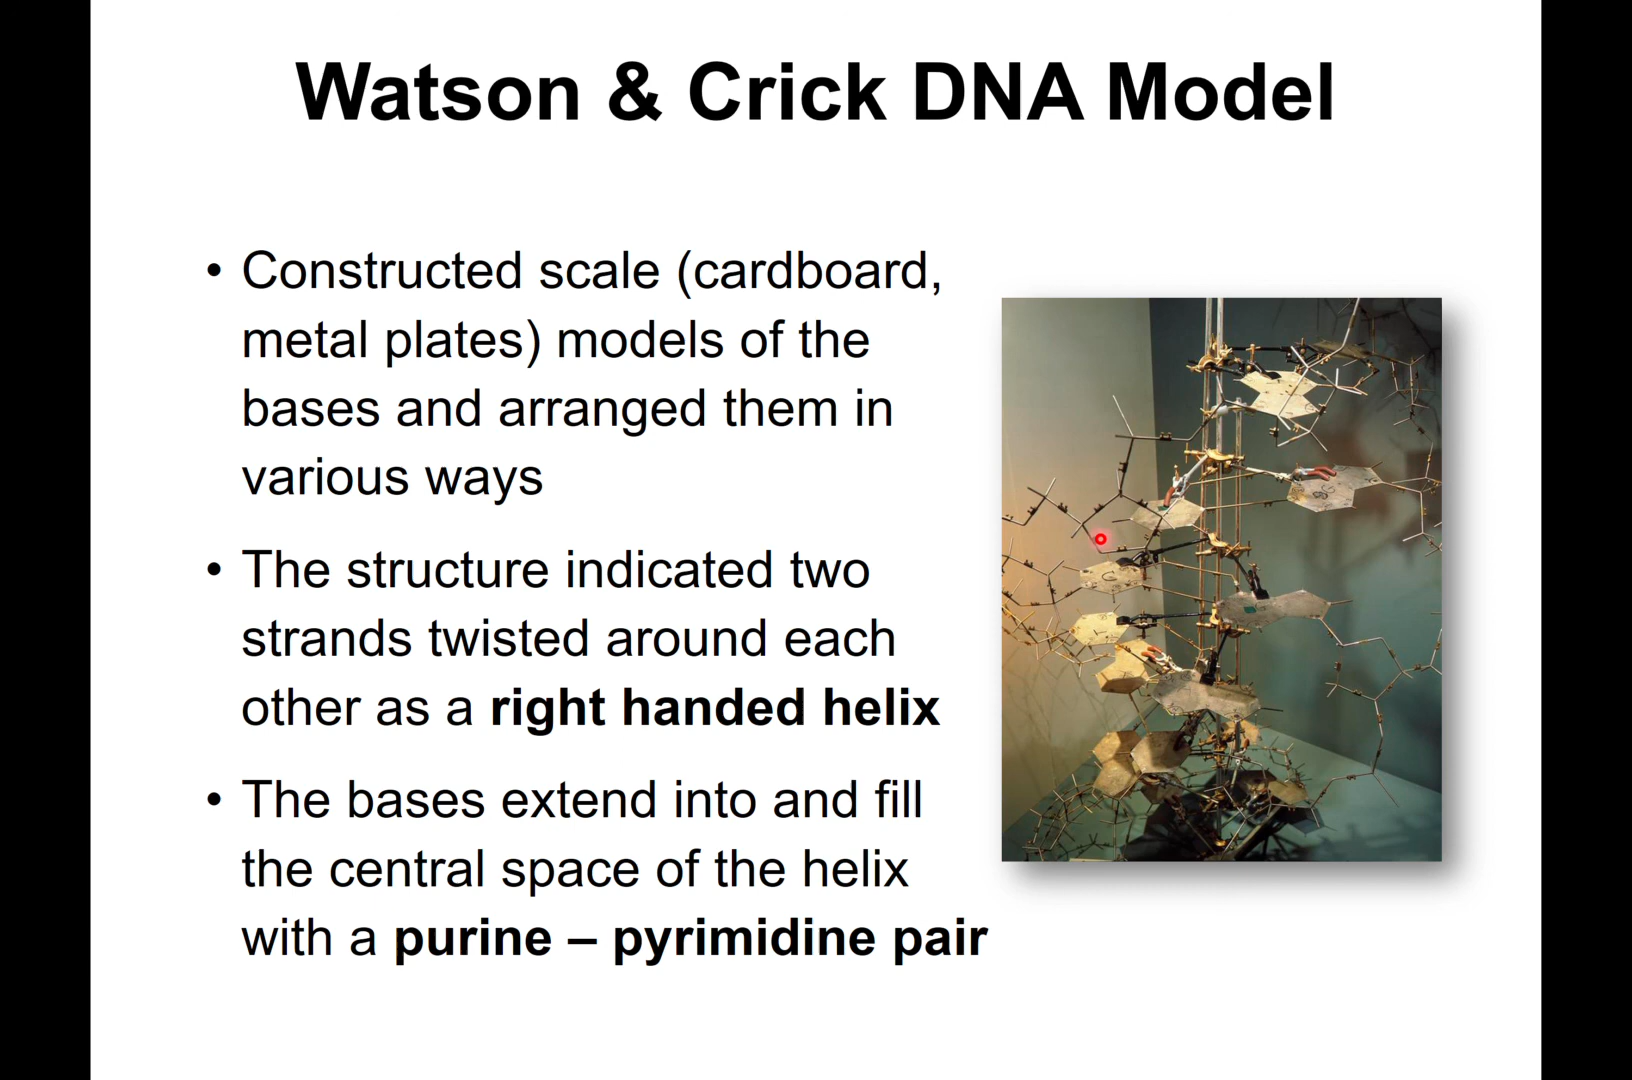 Watson & Crick DNA Model
• Constructed scale (cardboard,
metal plates) models of the
bases and arranged them in
various ways
• The structure indicated two
strands twisted around each
other as a right handed helix
• The bases extend into and fill
the central space of the helix
with a purine – pyrimidine pair